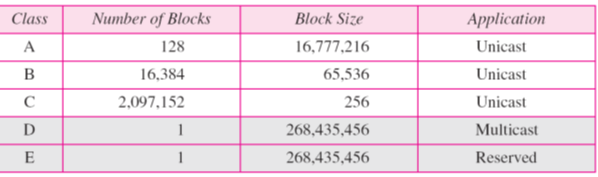 Class Number of Blocks Block Size Application
A 128 16,777,216 Unicast
B 16,384 65,536 Unicast
C 2,097,152 256 Unicast
D 1 268,435,456 Multicast
E 1 268,435,456 Reserved